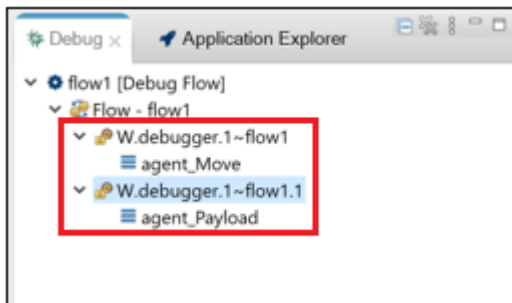 Debug Application Explorer
flow1 [Debug Flow]
Flow - flow1
W.debugger.1~flow1
agent_Move
W.debugger.1~flow1.1
agent_Payload